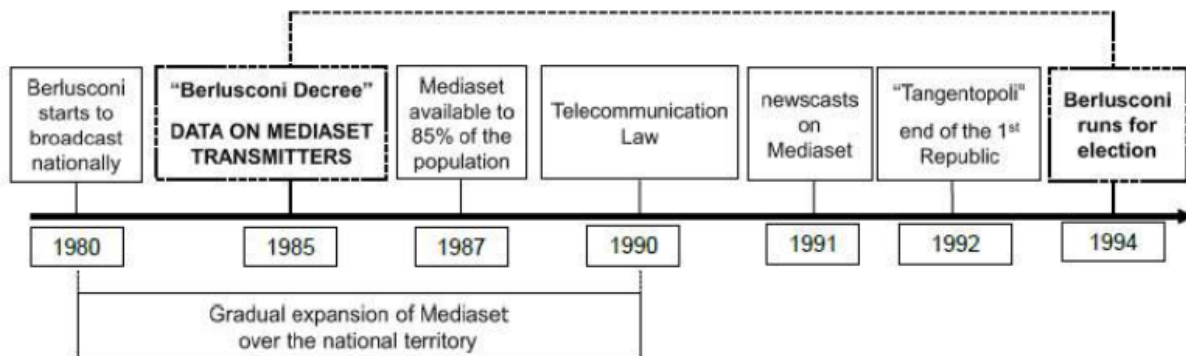 Berlusconi
starts to
broadcast
nationally
“Berlusconi Decree”
DATA ON MEDIASET
TRANSMITTERS
Mediaset
available to
85% of the
population
Telecommunication
Law
newscasts
on
Mediaset
“Tangentopoli”
end of the 1st
Republic
Berlusconi
runs for
election
1980
1985
1987
1990
1991
1992
1994
Gradual expansion of Mediaset
over the national territory